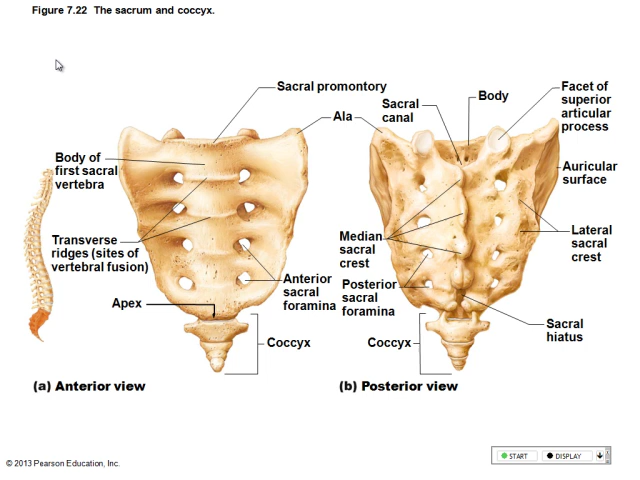 Figure 7.22  The sacrum and coccyx.
Sacral promontory
Ala
Body of
first sacral
vertebra
Transverse
ridges (sites of
vertebral fusion)
Apex
Anterior
sacral
foramina
Coccyx
(a) Anterior view
Sacral
canal
Body
Facet of
superior
articular
process
Auricular
surface
Median
sacral
crest
Lateral
sacral
crest
Posterior
sacral
foramina
Sacral
hiatus
Coccyx
(b) Posterior view
© 2013 Pearson Education, Inc.
START
DISPLAY